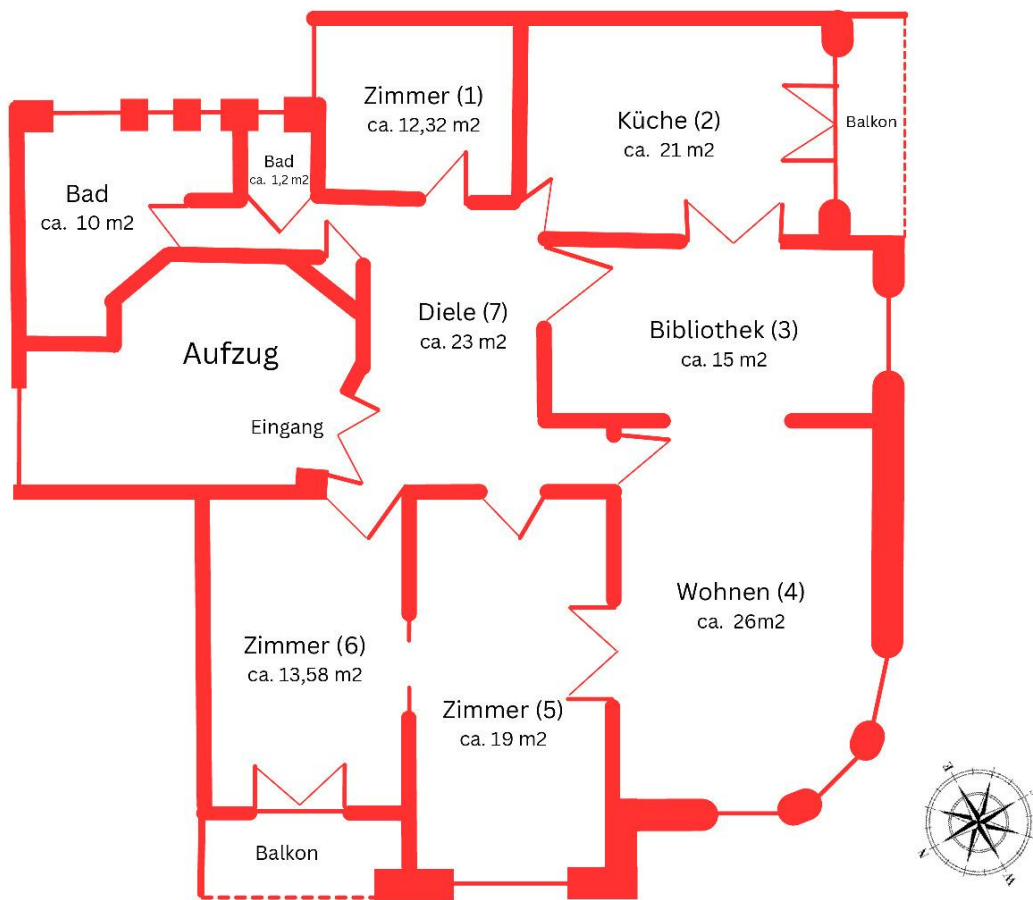 Zimmer (1)
ca. 12,32 m2
Küche (2)
ca. 21 m2
Balkon
Bad
ca. 1,2 m2
Bad
ca. 10 m2
Diele (7)
ca. 23 m2
Bibliothek (3)
ca. 15 m2
Aufzug
Eingang
Wohnen (4)
ca. 26m2
Zimmer (6)
ca. 13,58 m2
Zimmer (5)
ca. 19 m2
Balkon
E
N
W